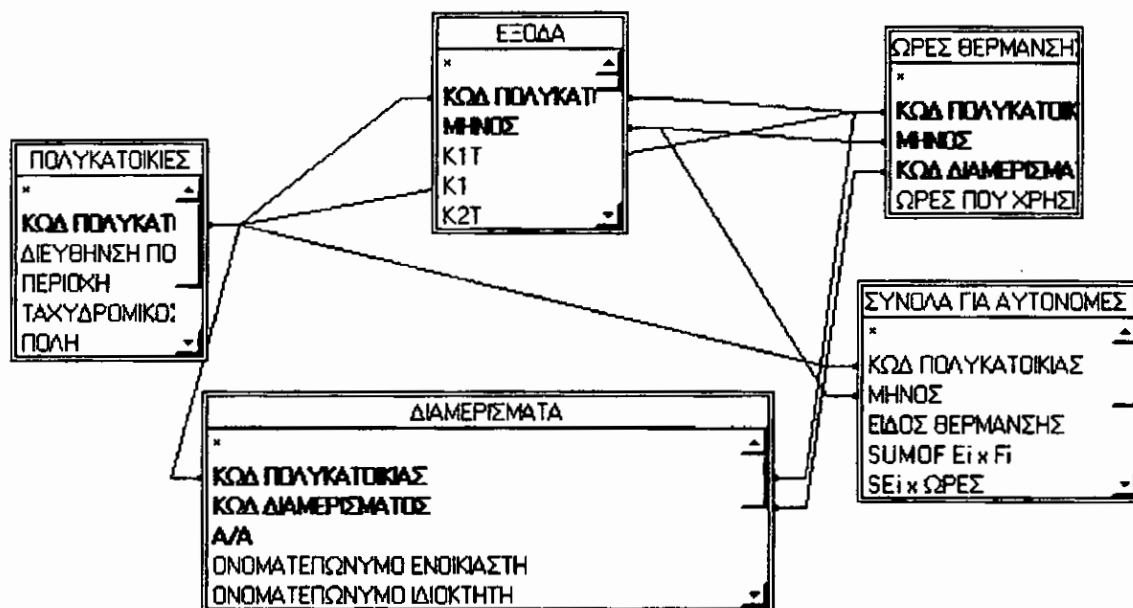 ΕΞΟΔΑ
*
ΚΩΔ ΠΟΛΥΚΑΤΙ
ΜΗΝΟΣ
Κ1Τ
Κ1
Κ2Τ
ΩΡΕΣ ΘΕΡΜΑΝΣΗΣ
*
ΚΩΔ ΠΟΛΥΚΑΤΟΙΚ
ΜΗΝΟΣ
ΚΩΔ ΔΙΑΜΕΡΙΣΜΑ
ΩΡΕΣ ΠΟΥ ΧΡΗΣΙ
ΠΟΛΥΚΑΤΟΙΚΙΕΣ
*
ΚΩΔ ΠΟΛΥΚΑΤΙ
ΔΙΕΥΘΗΝΣΗ ΠΟ
ΠΕΡΙΟΧΗ
ΤΑΧΥΔΡΟΜΙΚΟΣ
ΠΟΛΗ
ΣΥΝΟΛΑ ΓΙΑ ΑΥΤΟΝΟΜΕΣ
*
ΚΩΔ ΠΟΛΥΚΑΤΟΙΚΙΑΣ
ΜΗΝΟΣ
ΕΙΔΟΣ ΘΕΡΜΑΝΣΗΣ
SUMOF Ei x Fi
SEi x ΩΡΕΣ
ΔΙΑΜΕΡΙΣΜΑΤΑ
*
ΚΩΔ ΠΟΛΥΚΑΤΟΙΚΙΑΣ
ΚΩΔ ΔΙΑΜΕΡΙΣΜΑΤΟΣ
Α/Α
ΟΝΟΜΑΤΕΠΩΝΥΜΟ ΕΝΟΙΚΙΑΣΤΗ
ΟΝΟΜΑΤΕΠΩΝΥΜΟ ΙΔΙΟΚΤΗΤΗ